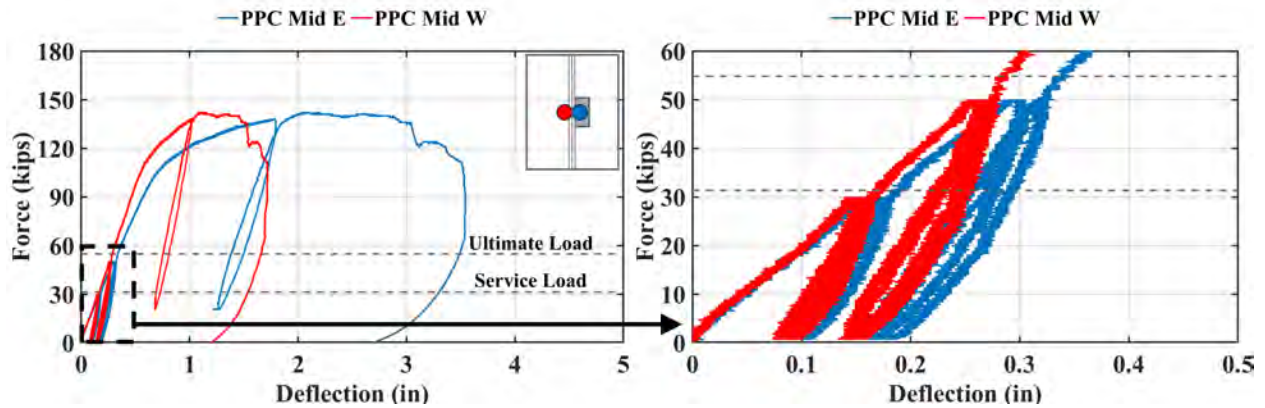 PPC Mid E PPC Mid W
180
150
120
90
60
30
0
Force (kips)
Ultimate Load
Service Load
0 1 2 3 4 5
Deflection (in)
PPC Mid E PPC Mid W
60
50
40
30
20
10
0
Force (kips)
0 0.1 0.2 0.3 0.4 0.5
Deflection (in)